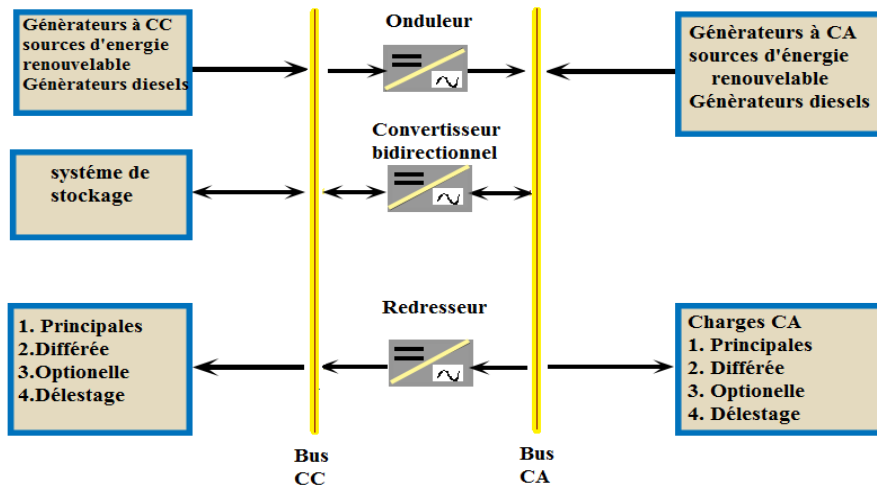 Génèrateurs à CC
sources d'energie
renouvelable
Génèrateurs diesels
Onduleur
Génèrateurs à CA
sources d'énergie
renouvelable
Génèrateurs diesels
Convertisseur
bidirectionnel
systéme de
stockage
Redresseur
1. Principales
2.Différée
3.Optionelle
4.Délestage
Charges CA
1. Principales
2. Différée
3. Optionelle
4. Délestage
Bus
CC
Bus
CA